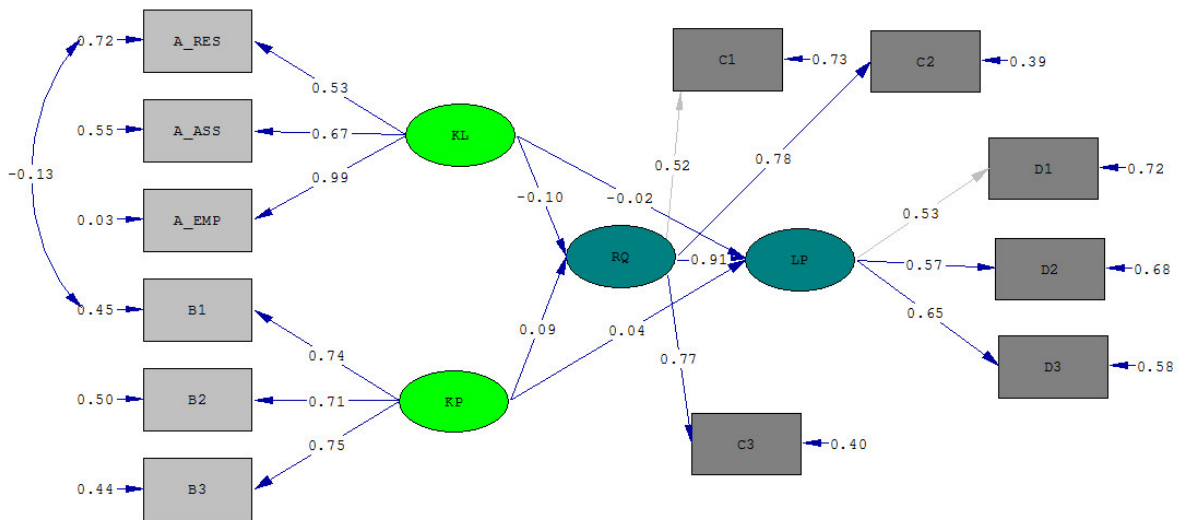 0.72 A_RES
0.53
0.55 A_ASS
0.67
KL
0.99
-0.13
0.03 A_EMP
0.45 B1
0.74
0.50 B2
0.71
KP
0.75
0.44 B3
-0.10
-0.02
0.09
0.04
RQ
0.91
LP
0.52
C1 0.73
0.78
C2 0.39
0.77
C3 0.40
0.53
D1 0.72
0.57
D2 0.68
0.65
D3 0.58